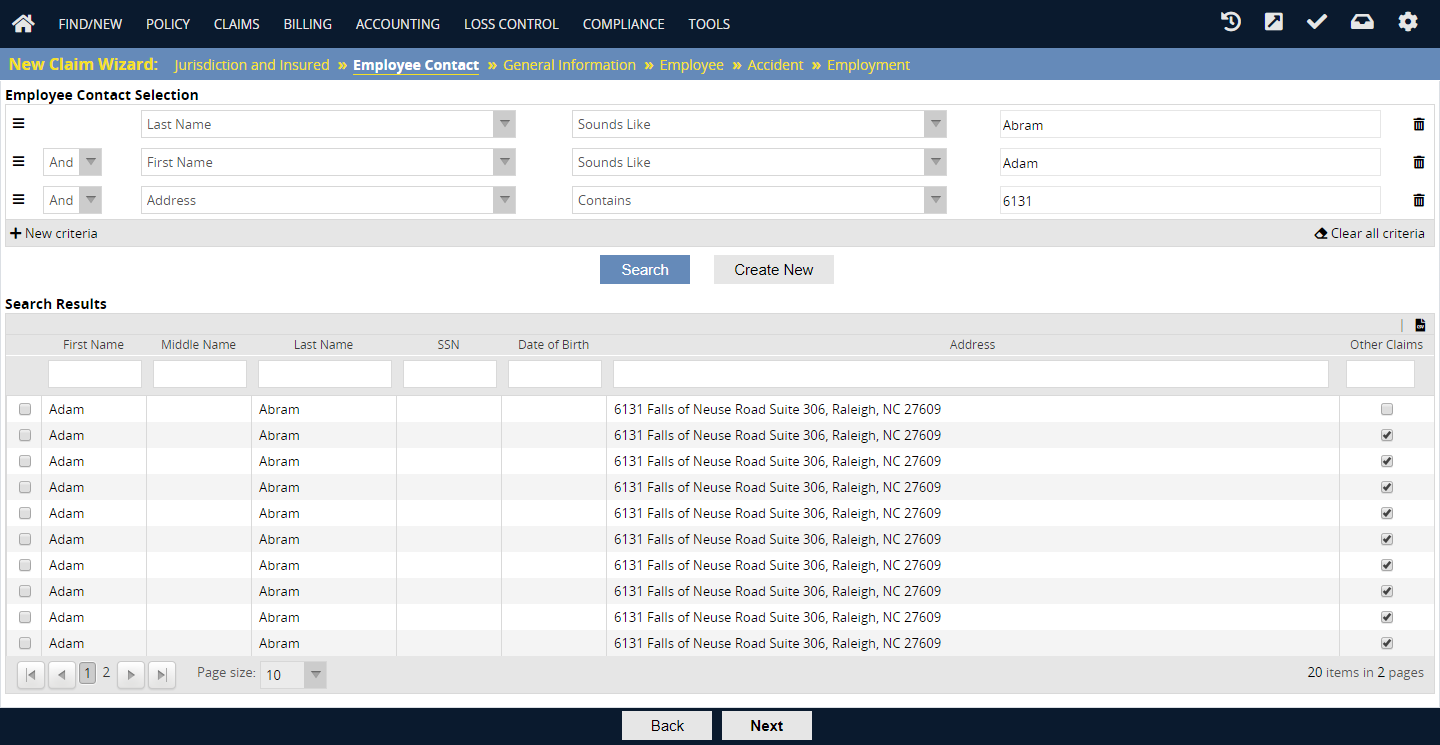 FIND/NEW POLICY CLAIMS BILLING ACCOUNTING LOSS CONTROL COMPLIANCE TOOLS
New Claim Wizard: Jurisdiction and Insured » Employee Contact » General Information » Employee » Accident » Employment
Employee Contact Selection
Last Name Sounds Like Abram
And First Name Sounds Like Adam
And Address Contains 6131
New criteria Clear all criteria
Search Create New
Search Results
First Name Middle Name Last Name SSN Date of Birth Address Other Claims
Adam Abram 6131 Falls of Neuse Road Suite 306, Raleigh, NC 27609
Adam Abram 6131 Falls of Neuse Road Suite 306, Raleigh, NC 27609
Adam Abram 6131 Falls of Neuse Road Suite 306, Raleigh, NC 27609
Adam Abram 6131 Falls of Neuse Road Suite 306, Raleigh, NC 27609
Adam Abram 6131 Falls of Neuse Road Suite 306, Raleigh, NC 27609
Adam Abram 6131 Falls of Neuse Road Suite 306, Raleigh, NC 27609
Adam Abram 6131 Falls of Neuse Road Suite 306, Raleigh, NC 27609
Adam Abram 6131 Falls of Neuse Road Suite 306, Raleigh, NC 27609
Adam Abram 6131 Falls of Neuse Road Suite 306, Raleigh, NC 27609
Adam Abram 6131 Falls of Neuse Road Suite 306, Raleigh, NC 27609
1 2 Page size: 10 20 items in 2 pages
Back Next